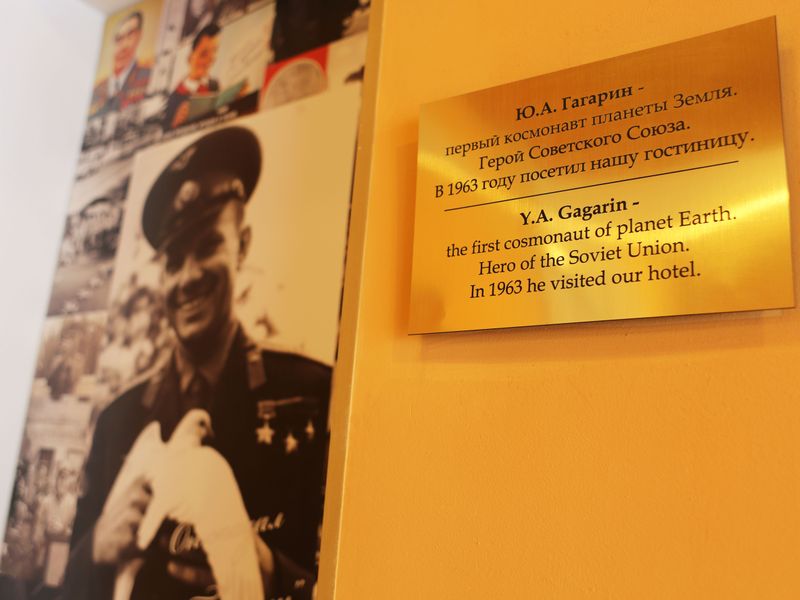 Ю.А. Гагарин -
первый космонавт планеты Земля.
Герой Советского Союза.
В 1963 году посетил нашу гостиницу.
Y.A. Gagarin -
the first cosmonaut of planet Earth.
Hero of the Soviet Union.
In 1963 he visited our hotel.